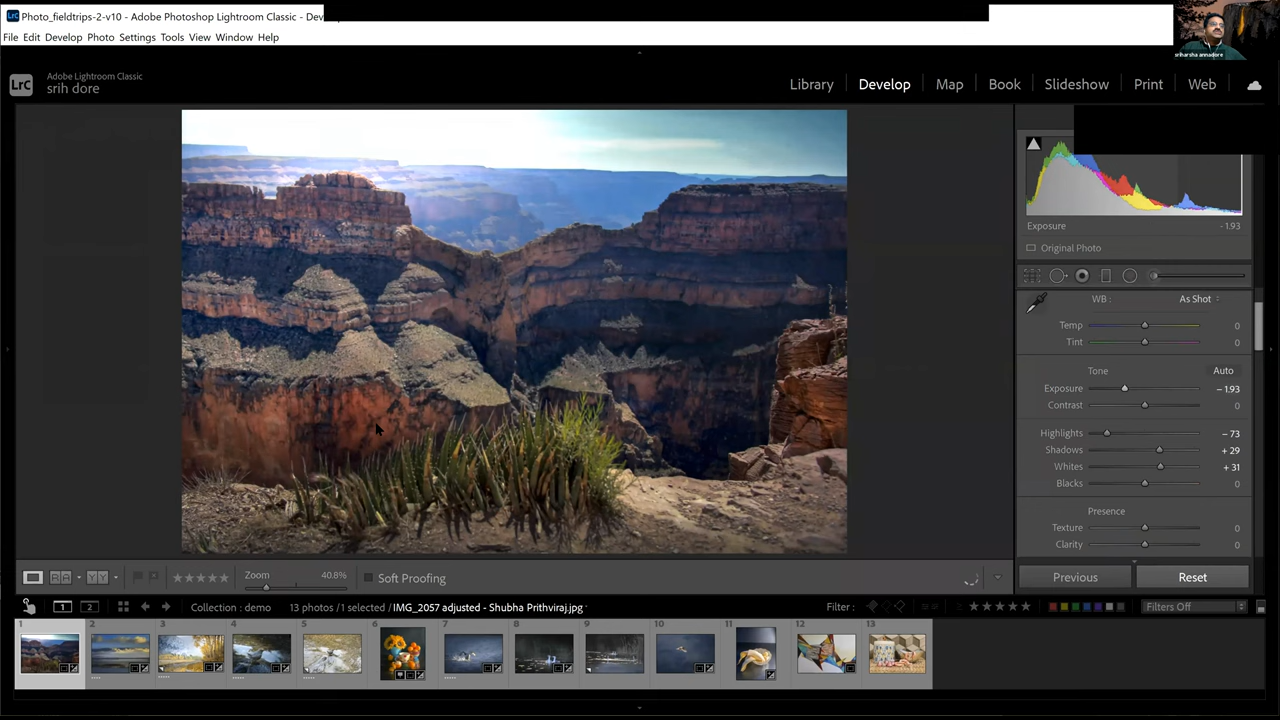 Photo_fieldtrips-2-v10 - Adobe Photoshop Lightroom Classic - Dev
File Edit Develop Photo Settings Tools View Window Help
sriharsha annadore
LrC
Adobe Lightroom Classic
srih dore
Library Develop Map Book Slideshow Print Web
Exposure -1.93
Original Photo
WB : As Shot
Temp 0
Tint 0
Tone Auto
Exposure - 1.93
Contrast 0
Highlights - 73
Shadows + 29
Whites + 31
Blacks 0
Presence
Texture 0
Clarity 0
Zoom 40.8% Soft Proofing
Previous Reset
1 2 Collection : demo 13 photos / 1 selected / IMG_2057 adjusted - Shubha Prithviraj.jpg Filter : Filters Off
1 2 3 4 5 6 7 8 9 10 11 12 13